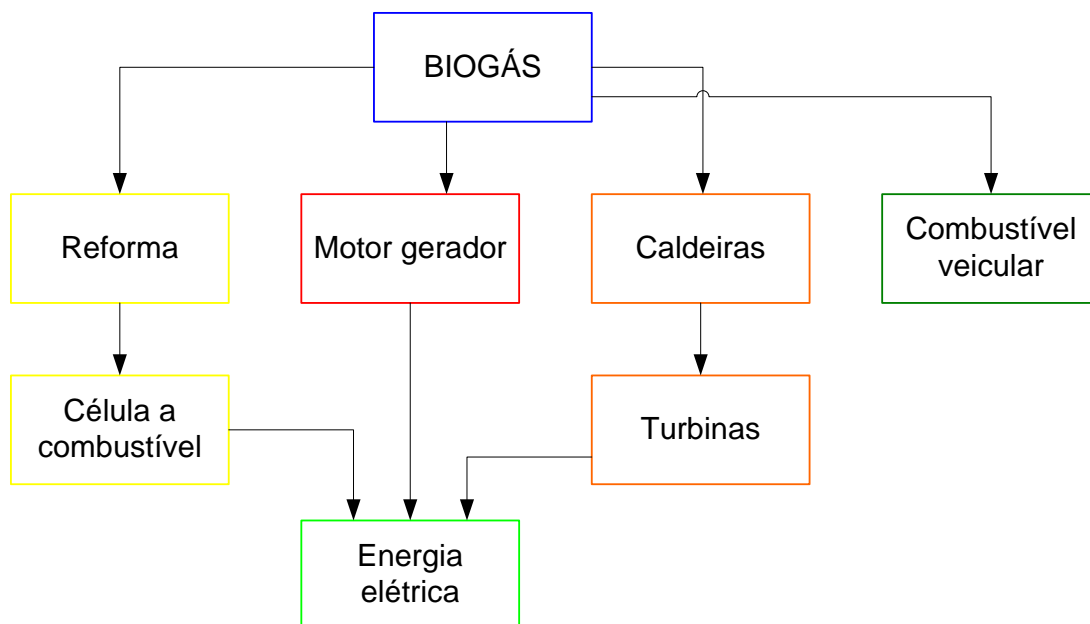 BIOGÁS
Reforma
Motor gerador
Caldeiras
Combustível
veicular
Célula a
combustível
Turbinas
Energia
elétrica